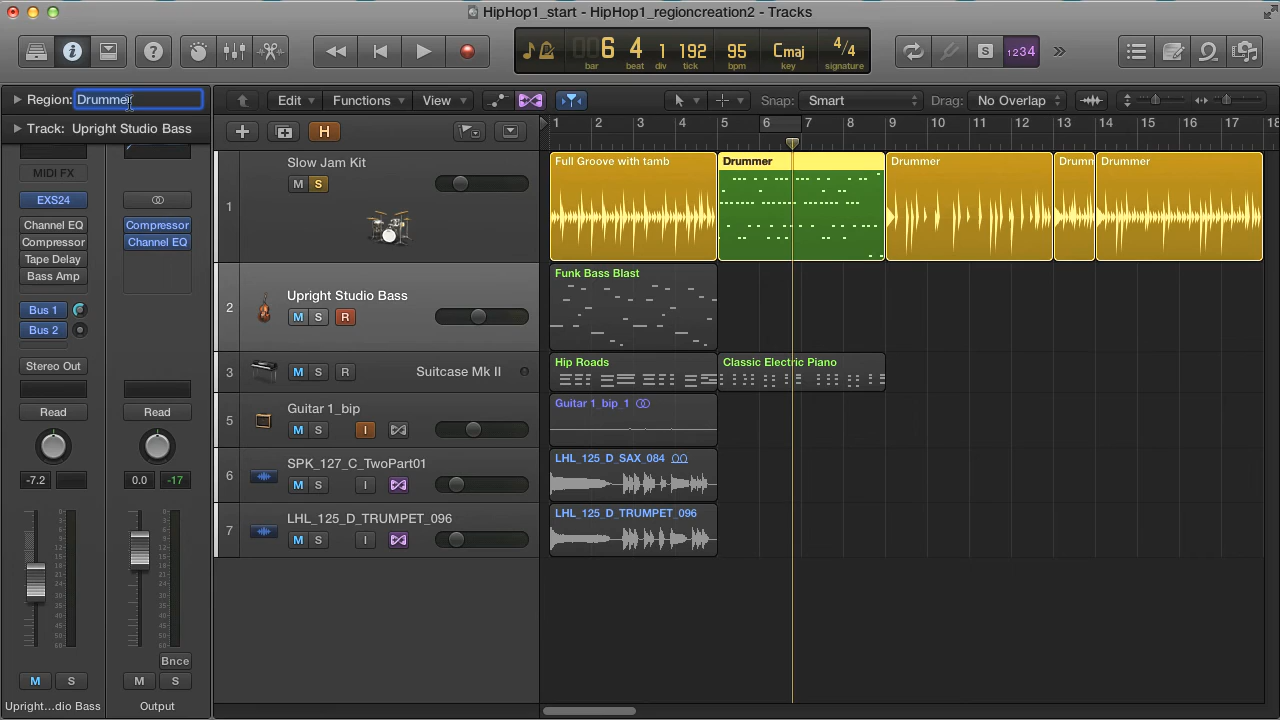 HipHop1_start - HipHop1_regioncreation2 - Tracks
6 4 1 192 95 Cmaj 4/4
bar beat div tick bpm key signature
S 1234
Region: Drummer
Edit Functions View Snap: Smart Drag: No Overlap
Track: Upright Studio Bass
H
1 2 3 4 5 6 7 8 9 10 11 12 13 14 15 16 17 18
MIDI FX
EXS24
Channel EQ
Compressor
Tape Delay
Bass Amp
Compressor
Channel EQ
Bus 1
Bus 2
Stereo Out
Read Read
-7.2 0.0 -17
Bnce
M S M S
Upright...dio Bass Output
1 Slow Jam Kit
M S
Full Groove with tamb Drummer Drummer Drumn Drummer
2 Upright Studio Bass
M S R
Funk Bass Blast
3 M S R Suitcase Mk II
Hip Roads Classic Electric Piano
5 Guitar 1_bip
M S I
Guitar 1_bip_1
6 SPK_127_C_TwoPart01
M S I
LHL_125_D_SAX_084
7 LHL_125_D_TRUMPET_096
M S I
LHL_125_D_TRUMPET_096